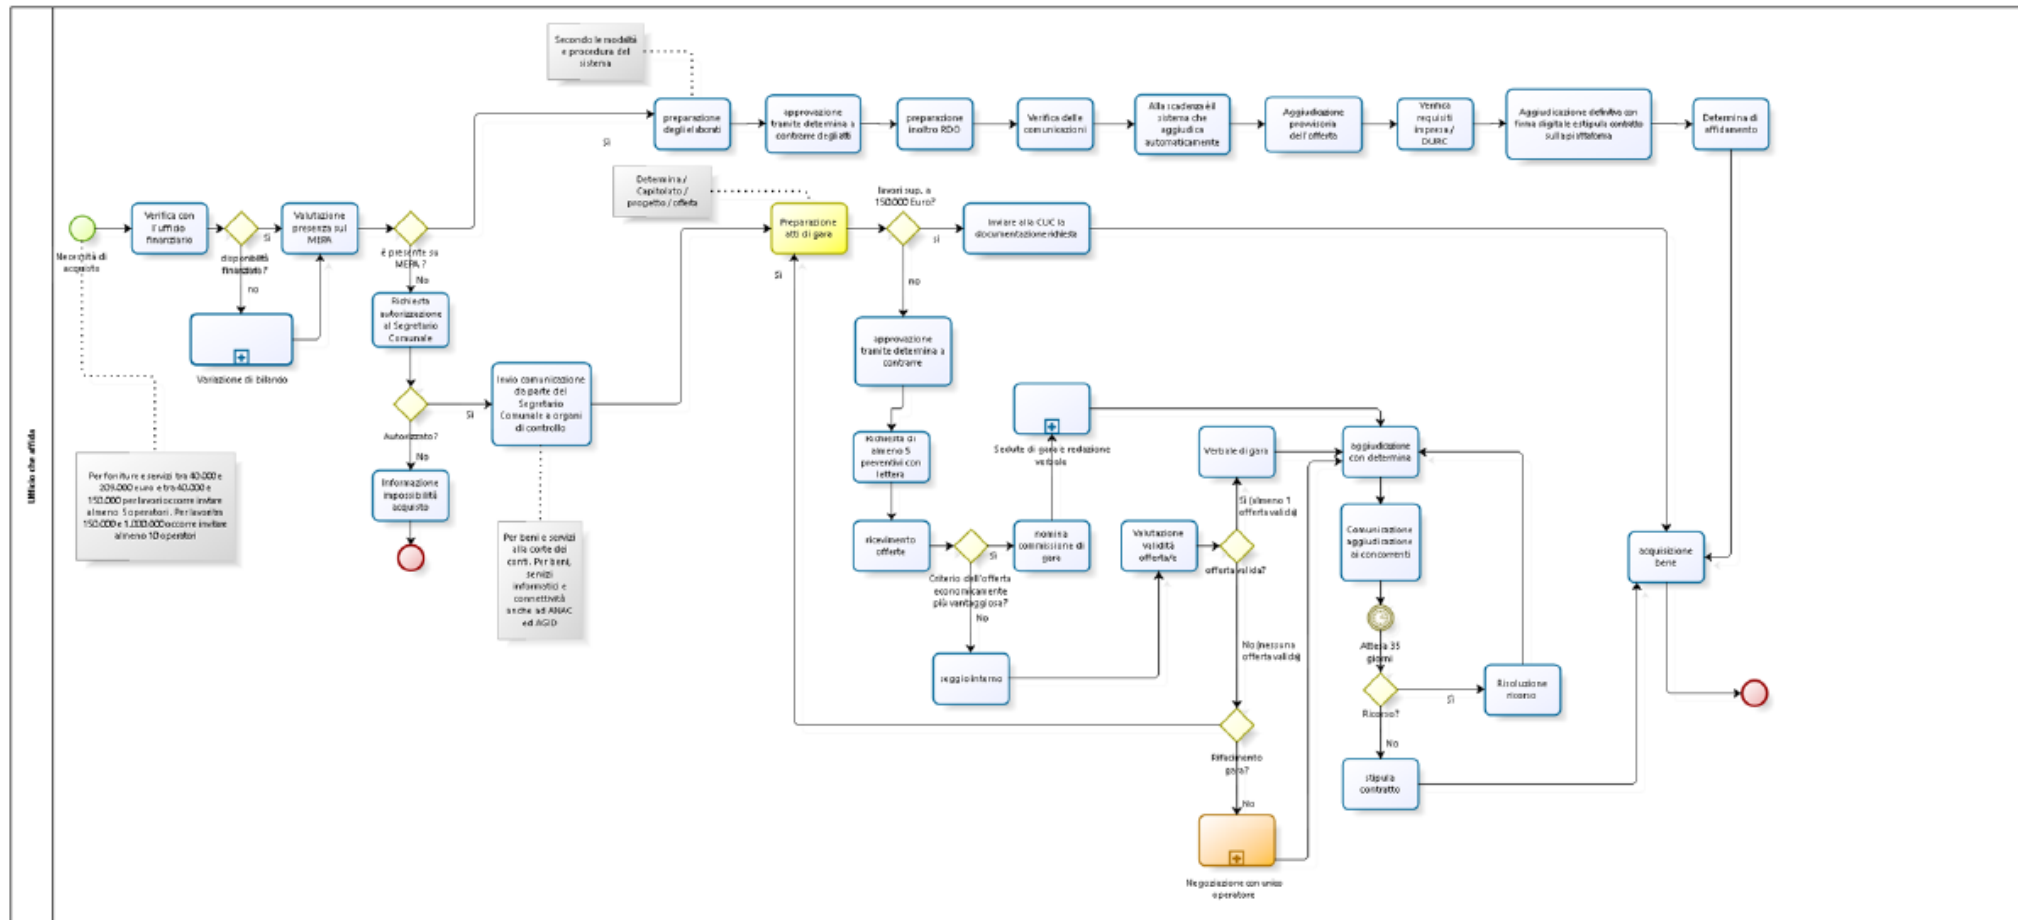 Ufficio che affida
Secondo le modalità
e procedura del
sistema
preparazione
degli elaborati
approvazione
tramite determina a
contrarre degli atti
preparazione
inoltro RDO
Verifica delle
comunicazioni
Alla scadenza è il
sistema che
aggiudica
automaticamente
Aggiudicazione
provvisoria
dell'offerta
Verifica
requisiti
impresa /
DURC
Aggiudicazione definitiva con
firma digitale e stipula contratto
sulla piattaforma
Determina di
affidamento
Sì
Determina /
Capitolato /
progetto / offerta
lavori sup. a
150.000 Euro?
Necessità di
acquisto
Verifica con
l'ufficio
finanziario
disponibilità
finanziaria?
Sì
no
Valutazione
presenza sul
MEPA
è presente su
MEPA ?
No
Variazione di bilancio
Richiesta
autorizzazione
al Segretario
Comunale
Autorizzato?
Sì
No
Invio comunicazione
da parte del
Segretario
Comunale a organi
di controllo
Informazione
impossibilità
acquisto
Per forniture e servizi tra 40.000 e
209.000 euro e tra 40.000 e
150.000 per lavori occorre invitare
almeno 5 operatori. Per lavori tra
150.000 e 1.000.000 occorre invitare
almeno 10 operatori
Per beni e servizi
alla corte dei
conti. Per beni,
servizi
informatici e
connettività
anche ad ANAC
ed AGID
Preparazione
atti di gara
Sì
sì
no
Inviare alla CUC la
documentazione richiesta
approvazione
tramite determina a
contrarre
Richiesta di
almeno 5
preventivi con
lettera
ricevimento
offerte
Criterio dell'offerta
economicamente
più vantaggiosa?
Sì
No
nomina
commissione di
gara
Sedute di gara e redazione
verbale
seggio interno
Valutazione
Validità
offerta/e
offerta valida?
Sì (almeno 1
offerta valida)
No (nessuna
offerta valida)
Verbale di gara
Rifacimento
gara?
No
Negoziazione con unico
operatore
aggiudicazione
con determina
Comunicazione
aggiudicazione
ai concorrenti
Attesa 35
giorni
Ricorso?
Sì
No
Risoluzione
ricorso
stipula
contratto
acquisizione
bene